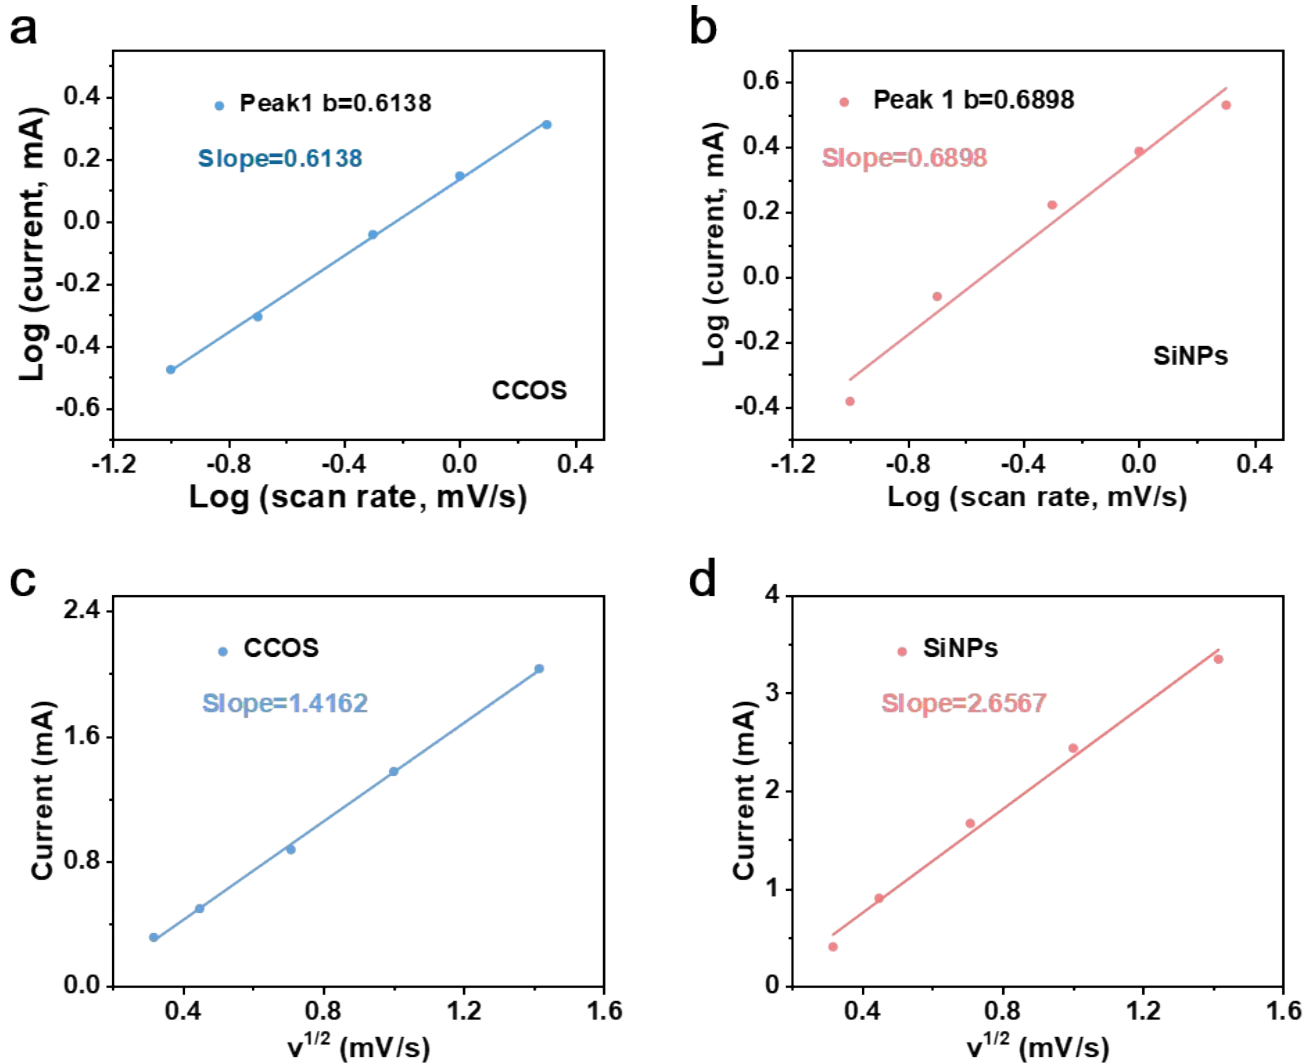 a
Peak1 b=0.6138
Slope=0.6138
CCOS
Log (current, mA)
0.4
0.2
0.0
-0.2
-0.4
-0.6
-1.2 -0.8 -0.4 0.0 0.4
Log (scan rate, mV/s)
b
Peak 1 b=0.6898
Slope=0.6898
SiNPs
Log (current, mA)
0.6
0.4
0.2
0.0
-0.2
-0.4
-1.2 -0.8 -0.4 0.0 0.4
Log (scan rate, mV/s)
c
CCOS
Slope=1.4162
Current (mA)
2.4
1.6
0.8
0.0
0.4 0.8 1.2 1.6
v1/2 (mV/s)
d
SiNPs
Slope=2.6567
Current (mA)
4
3
2
1
0
0.4 0.8 1.2 1.6
v1/2 (mV/s)